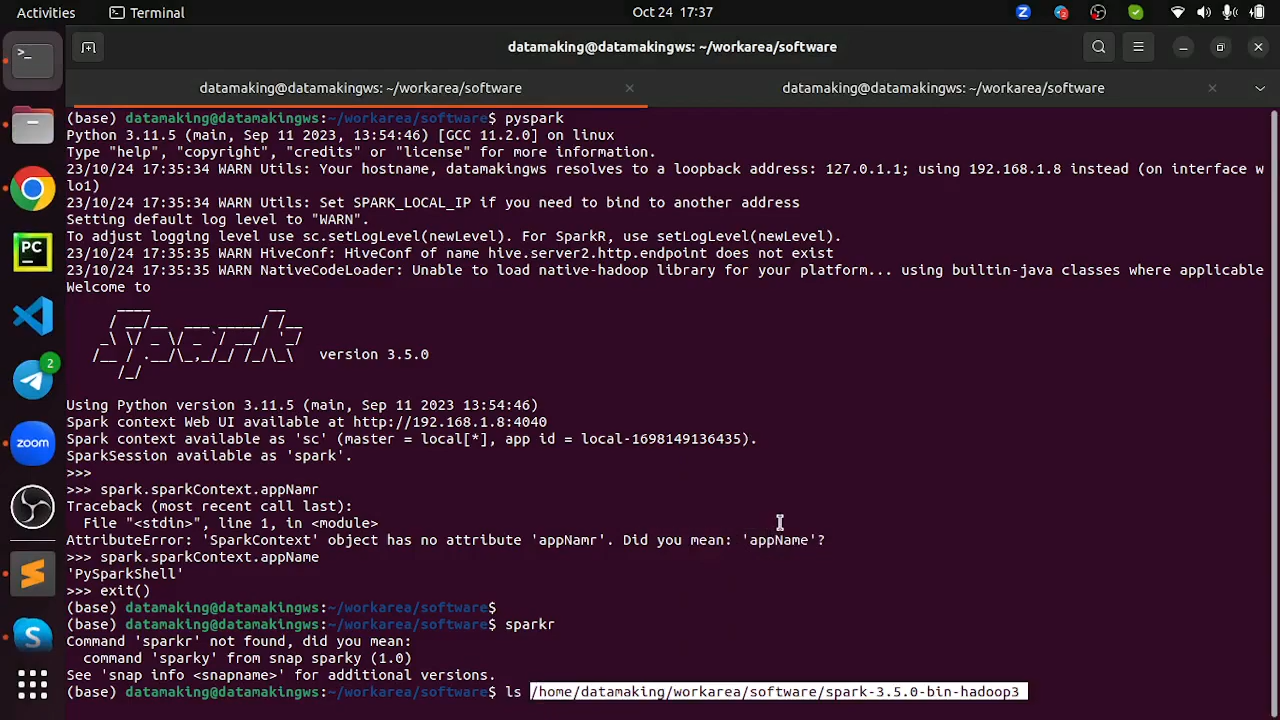 Activities Terminal Oct 24 17:37 Z 2
datamaking@datamakingws: ~/workarea/software
datamaking@datamakingws: ~/workarea/software datamaking@datamakingws: ~/workarea/software
(base) datamaking@datamakingws:~/workarea/software$ pyspark
Python 3.11.5 (main, Sep 11 2023, 13:54:46) [GCC 11.2.0] on linux
Type "help", "copyright", "credits" or "license" for more information.
23/10/24 17:35:34 WARN Utils: Your hostname, datamakingws resolves to a loopback address: 127.0.1.1; using 192.168.1.8 instead (on interface w
lo1)
23/10/24 17:35:34 WARN Utils: Set SPARK_LOCAL_IP if you need to bind to another address
Setting default log level to "WARN".
To adjust logging level use sc.setLogLevel(newLevel). For SparkR, use setLogLevel(newLevel).
23/10/24 17:35:35 WARN HiveConf: HiveConf of name hive.server2.http.endpoint does not exist
23/10/24 17:35:35 WARN NativeCodeLoader: Unable to load native-hadoop library for your platform... using builtin-java classes where applicable
Welcome to
      ____              __
     / __/__  ___ _____/ /__
    _\ \/ _ \/ _ `/ __/  '_/
   /__ / .__/\_,_/_/ /_/\_\   version 3.5.0
      /_/
Using Python version 3.11.5 (main, Sep 11 2023 13:54:46)
Spark context Web UI available at http://192.168.1.8:4040
Spark context available as 'sc' (master = local[*], app id = local-1698149136435).
SparkSession available as 'spark'.
>>>
>>> spark.sparkContext.appNamr
Traceback (most recent call last):
  File "<stdin>", line 1, in <module>
AttributeError: 'SparkContext' object has no attribute 'appNamr'. Did you mean: 'appName'?
>>> spark.sparkContext.appName
'PySparkShell'
>>> exit()
(base) datamaking@datamakingws:~/workarea/software$
(base) datamaking@datamakingws:~/workarea/software$ sparkr
Command 'sparkr' not found, did you mean:
  command 'sparky' from snap sparky (1.0)
See 'snap info <snapname>' for additional versions.
(base) datamaking@datamakingws:~/workarea/software$ ls /home/datamaking/workarea/software/spark-3.5.0-bin-hadoop3
PC
2
zoom
S